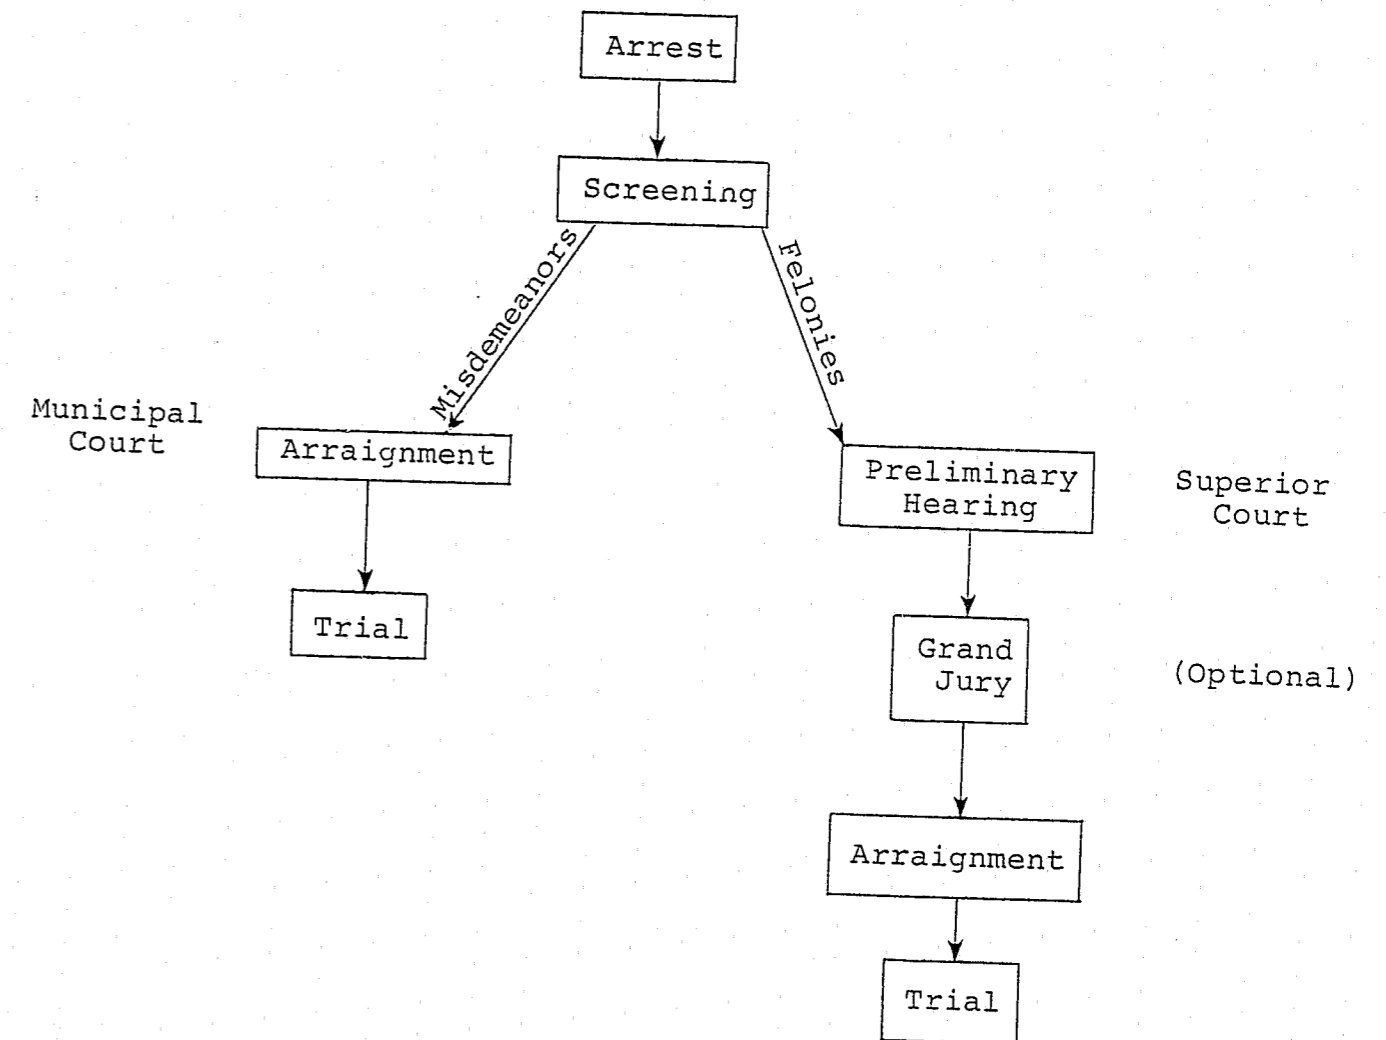 Arrest
Screening
Misdemeanors
Felonies
Municipal
Court
Arraignment
Preliminary
Hearing
Superior
Court
Trial
Grand
Jury
(Optional)
Arraignment
Trial